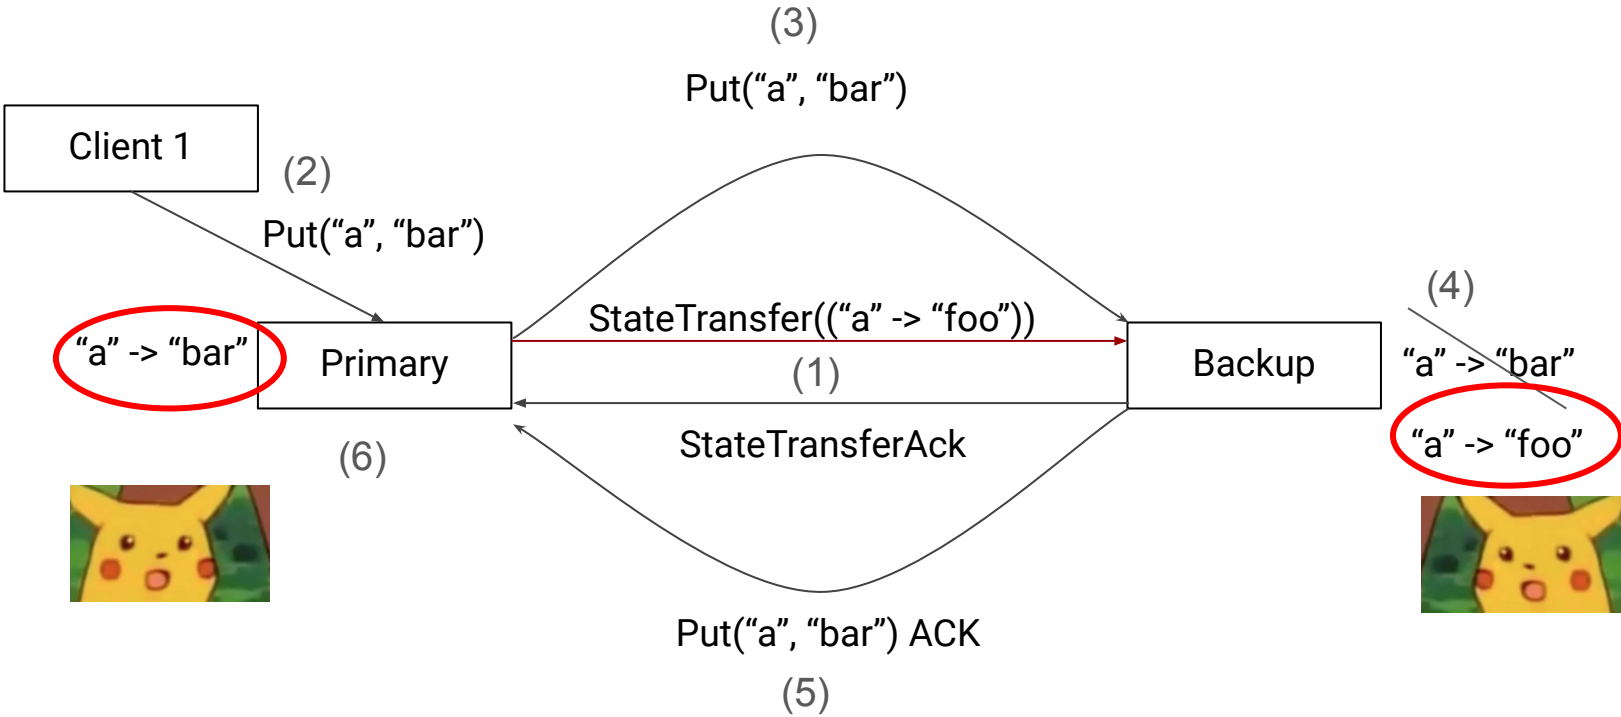 (3)
Put(“a”, “bar”)
Client 1
(2)
Put(“a”, “bar”)
(4)
StateTransfer((“a” -> “foo”))
“a” -> “bar”
Primary
(1)
Backup
“a” -> “bar”
StateTransferAck
“a” -> “foo”
(6)
Put(“a”, “bar”) ACK
(5)